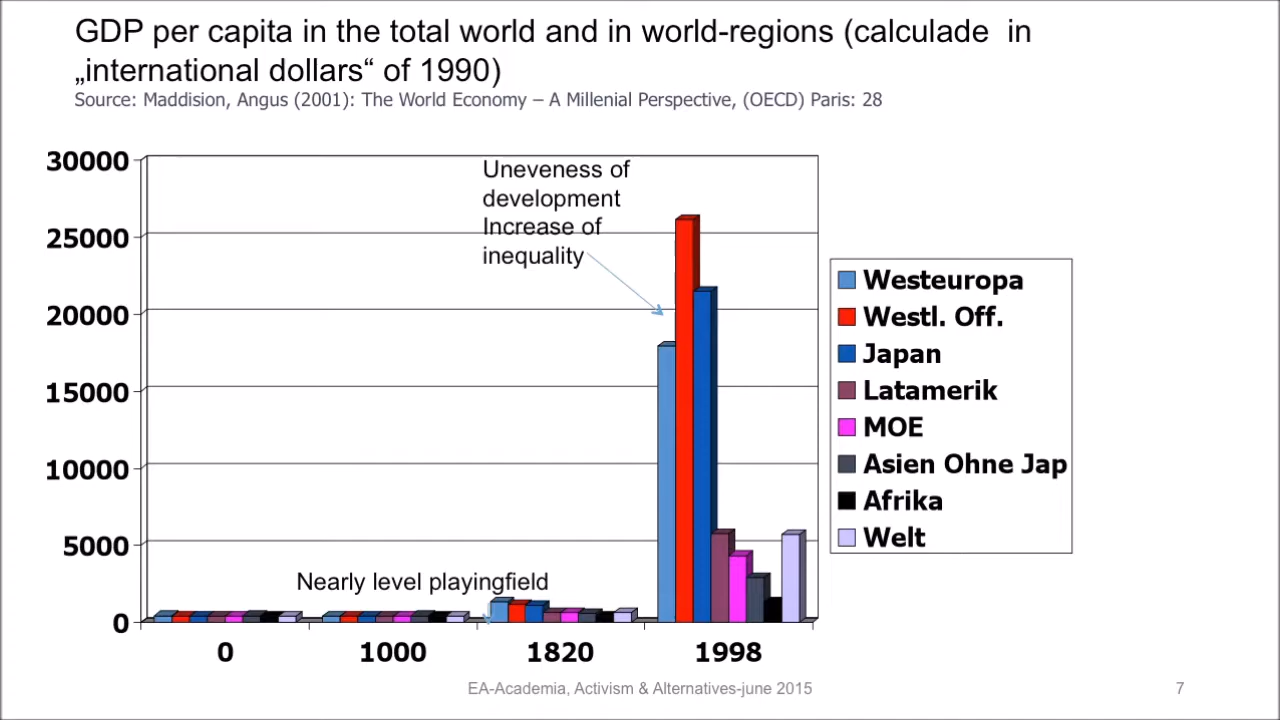 GDP per capita in the total world and in world-regions (calculade  in
„international dollars“ of 1990)
Source: Maddision, Angus (2001): The World Economy – A Millenial Perspective, (OECD) Paris: 28
30000
25000
20000
15000
10000
5000
0
Uneveness of
development
Increase of
inequality
Nearly level playingfield
0
1000
1820
1998
Westeuropa
Westl. Off.
Japan
Latamerik
MOE
Asien Ohne Jap
Afrika
Welt
EA-Academia, Activism & Alternatives-june 2015
7